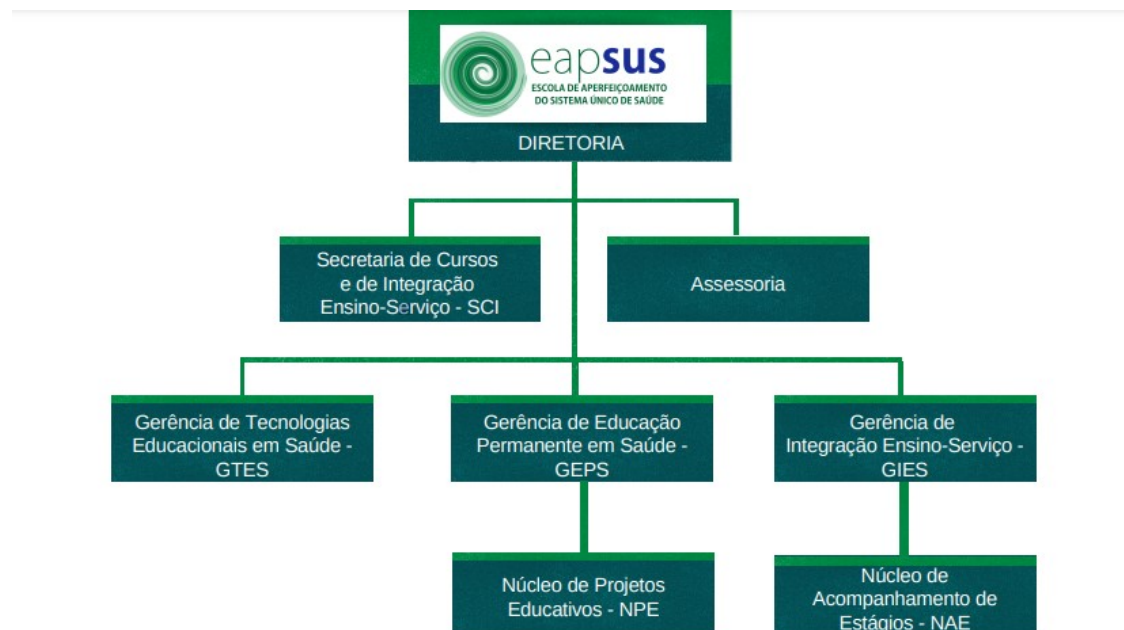 eapsus
ESCOLA DE APERFEIÇOAMENTO
DO SISTEMA ÚNICO DE SAÚDE
DIRETORIA
Secretaria de Cursos
e de Integração
Ensino-Serviço - SCI
Assessoria
Gerência de Tecnologias
Educacionais em Saúde -
GTES
Gerência de Educação
Permanente em Saúde -
GEPS
Gerência de
Integração Ensino-Serviço -
GIES
Núcleo de Projetos
Educativos - NPE
Núcleo de
Acompanhamento de
Estágios - NAE